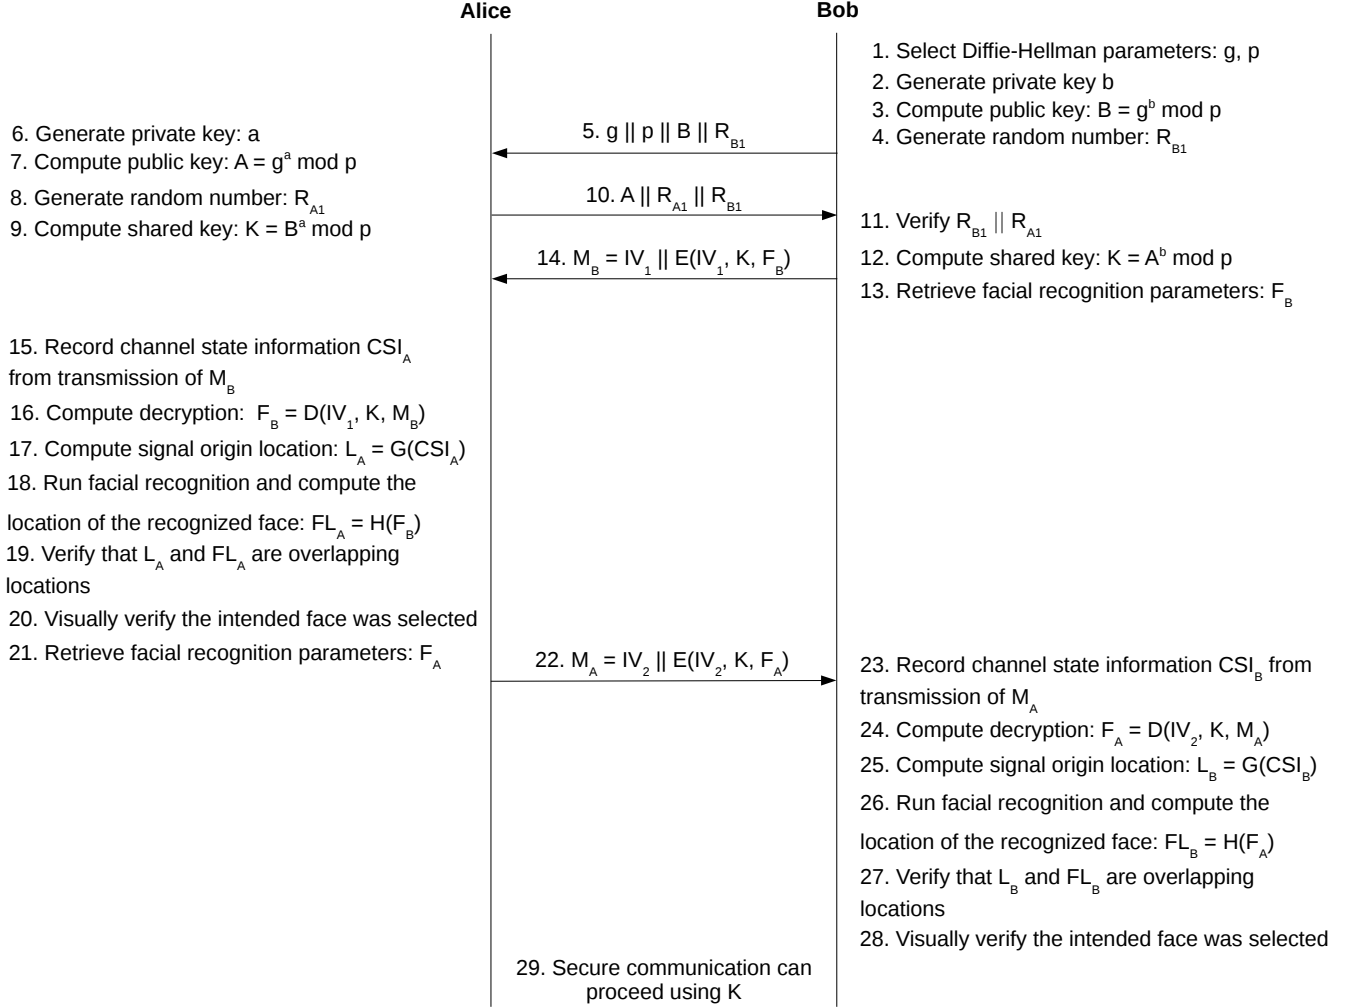 Alice
Bob
1. Select Diffie-Hellman parameters: g, p
2. Generate private key b
3. Compute public key: B = g^b mod p
4. Generate random number: R_B1
5. g || p || B || R_B1
6. Generate private key: a
7. Compute public key: A = g^a mod p
8. Generate random number: R_A1
9. Compute shared key: K = B^a mod p
10. A || R_A1 || R_B1
11. Verify R_B1 || R_A1
12. Compute shared key: K = A^b mod p
13. Retrieve facial recognition parameters: F_B
14. M_B = IV_1 || E(IV_1, K, F_B)
15. Record channel state information CSI_A
from transmission of M_B
16. Compute decryption: F_B = D(IV_1, K, M_B)
17. Compute signal origin location: L_A = G(CSI_A)
18. Run facial recognition and compute the
location of the recognized face: FL_A = H(F_B)
19. Verify that L_A and FL_A are overlapping
locations
20. Visually verify the intended face was selected
21. Retrieve facial recognition parameters: F_A
22. M_A = IV_2 || E(IV_2, K, F_A)
23. Record channel state information CSI_B from
transmission of M_A
24. Compute decryption: F_A = D(IV_2, K, M_A)
25. Compute signal origin location: L_B = G(CSI_B)
26. Run facial recognition and compute the
location of the recognized face: FL_B = H(F_A)
27. Verify that L_B and FL_B are overlapping
locations
28. Visually verify the intended face was selected
29. Secure communication can
proceed using K